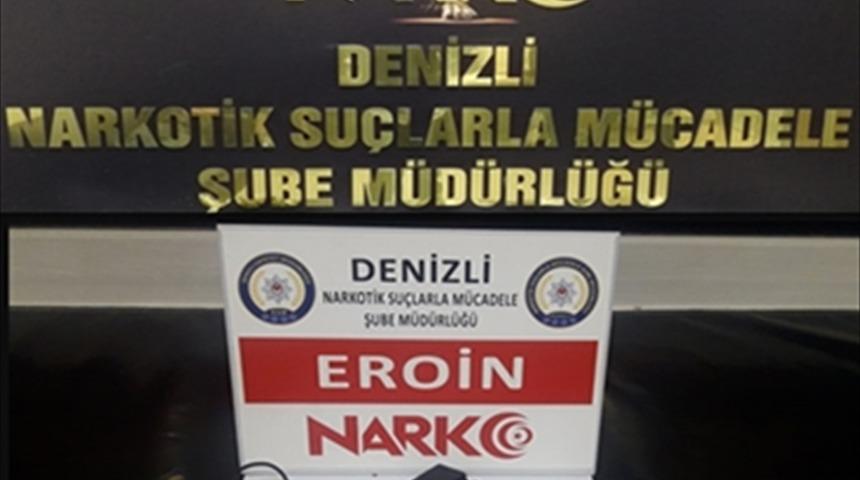 DENİZLİ
NARKOTİK SUÇLARLA MÜCADELE
ŞUBE MÜDÜRLÜĞÜ
DENİZLİ
NARKOTİK SUÇLARLA MÜCADELE
ŞUBE MÜDÜRLÜĞÜ
EROİN
NARKO